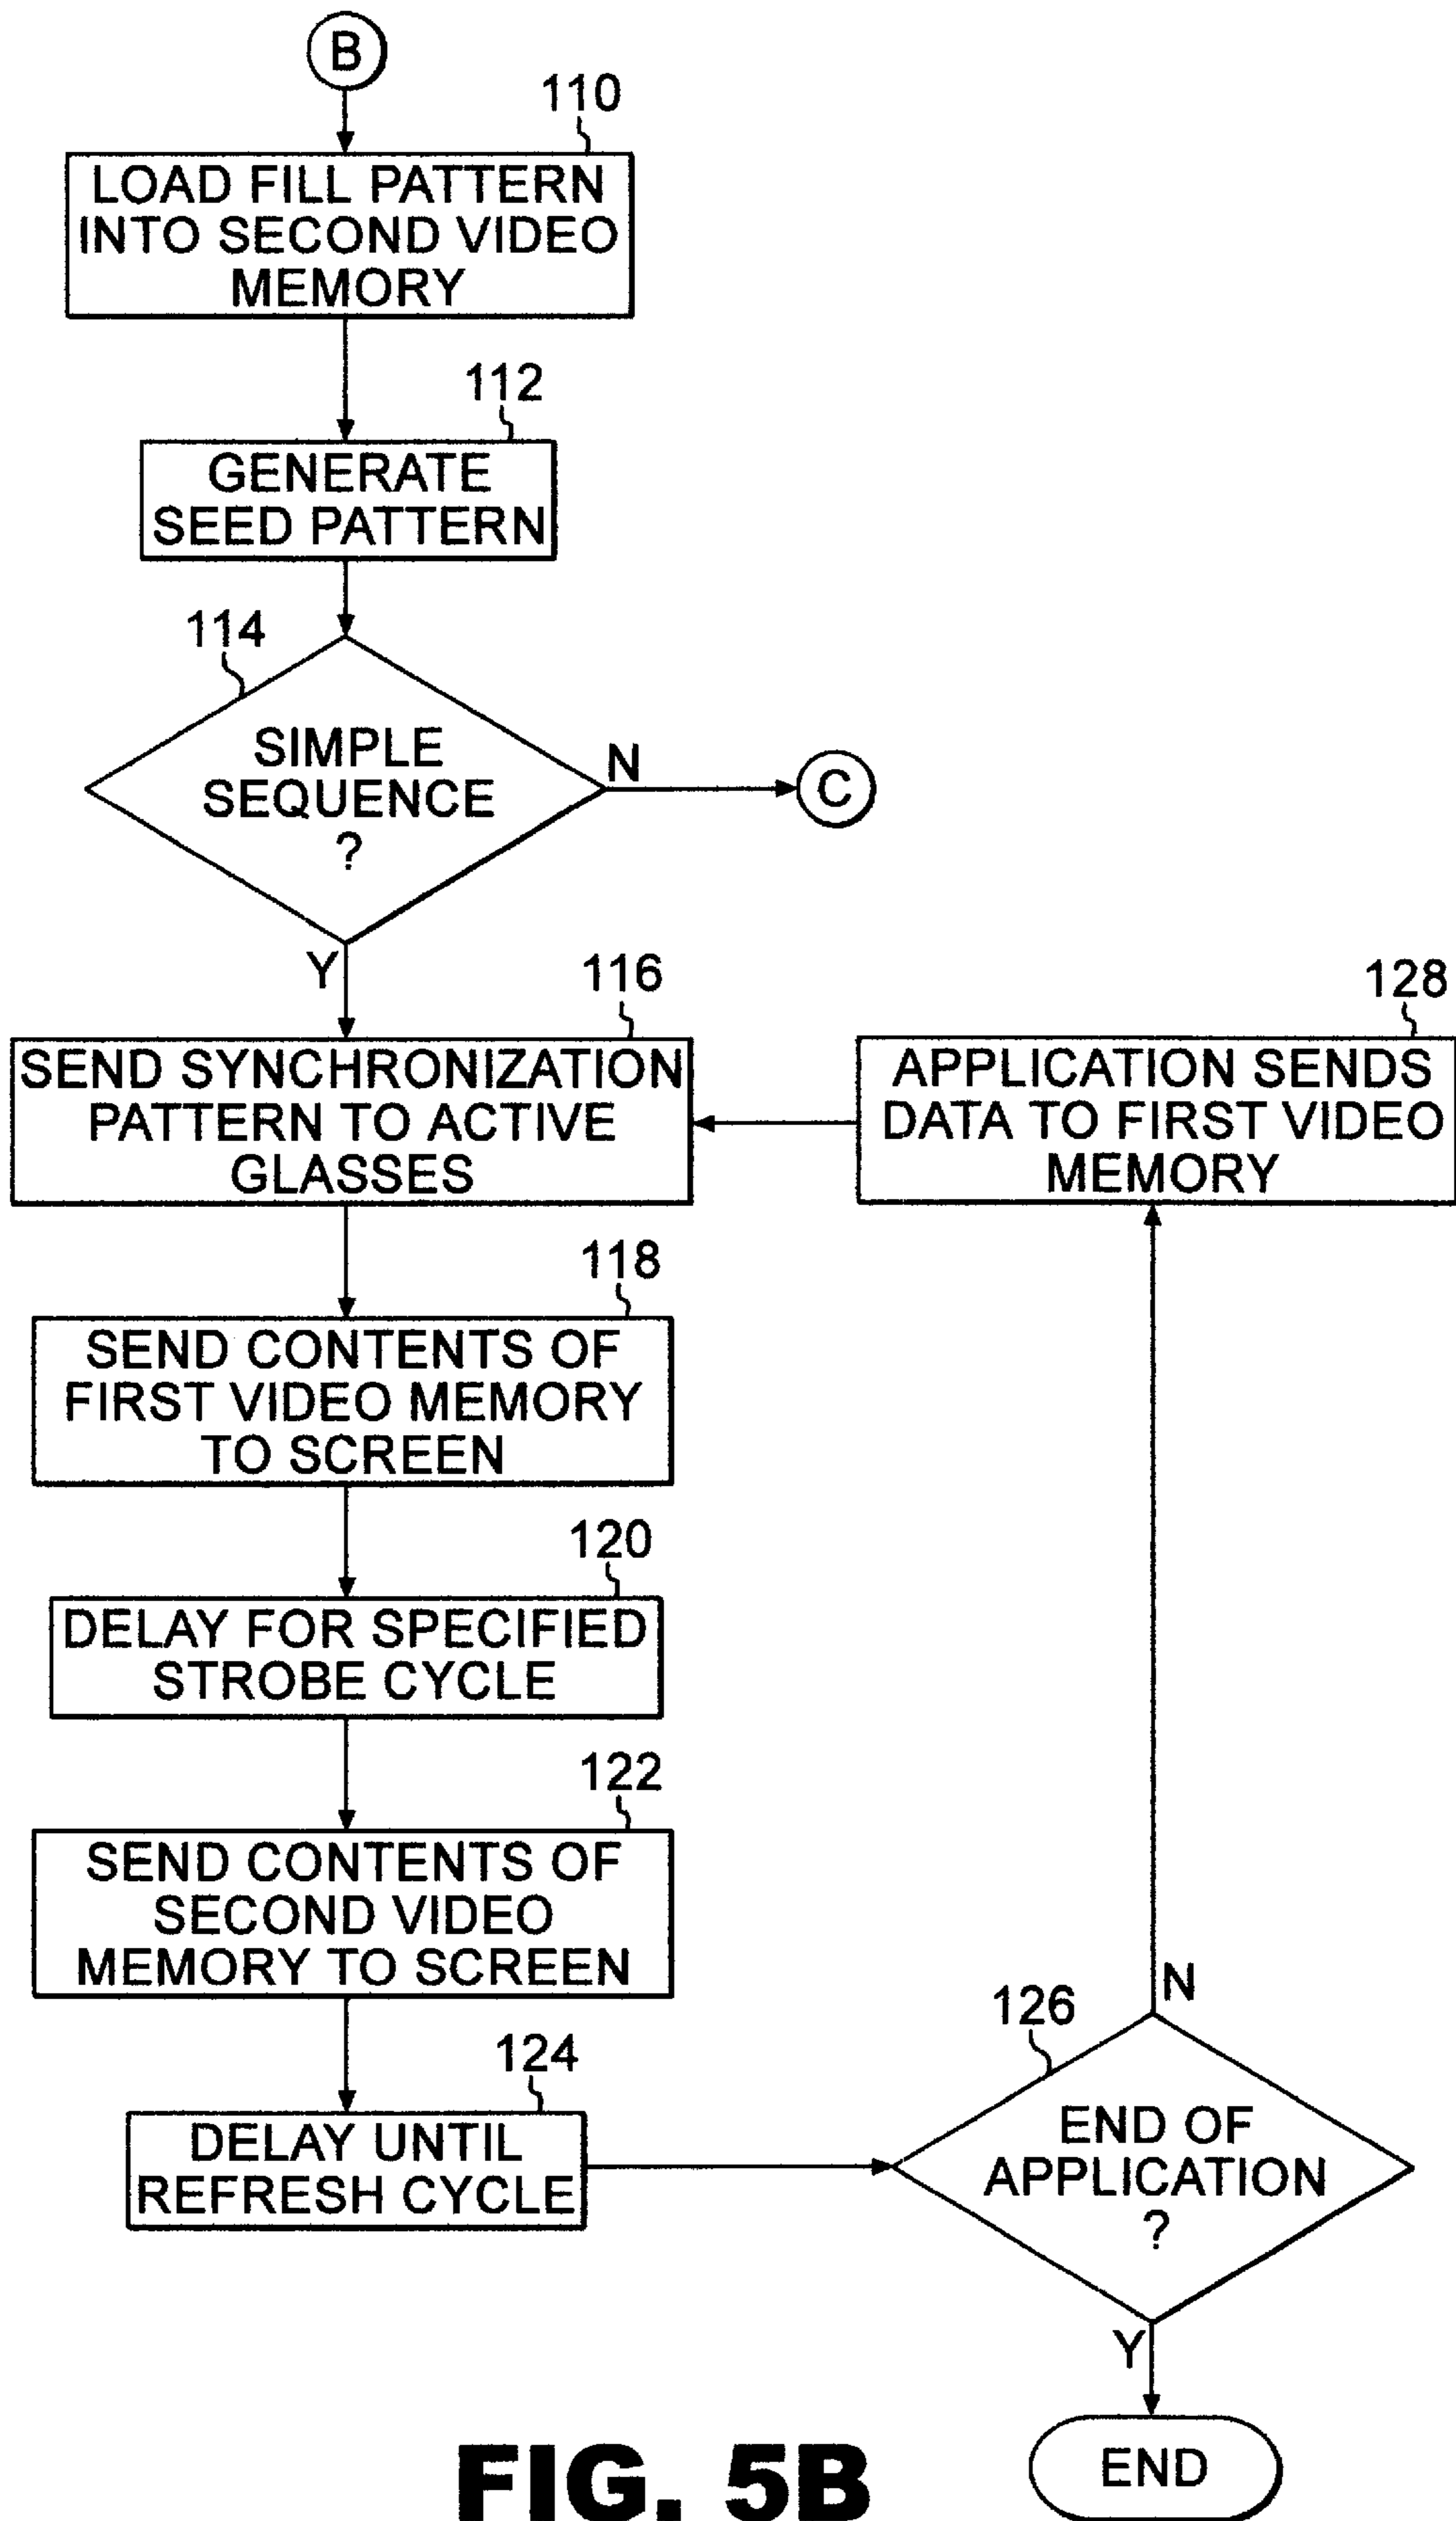 B
110
LOAD FILL PATTERN
INTO SECOND VIDEO
MEMORY
112
GENERATE
SEED PATTERN
114
SIMPLE
SEQUENCE
?
N
C
Y
116
SEND SYNCHRONIZATION
PATTERN TO ACTIVE
GLASSES
128
APPLICATION SENDS
DATA TO FIRST VIDEO
MEMORY
118
SEND CONTENTS OF
FIRST VIDEO MEMORY
TO SCREEN
120
DELAY FOR SPECIFIED
STROBE CYCLE
122
SEND CONTENTS OF
SECOND VIDEO
MEMORY TO SCREEN
124
DELAY UNTIL
REFRESH CYCLE
126
N
END OF
APPLICATION
?
Y
END
FIG. 5B